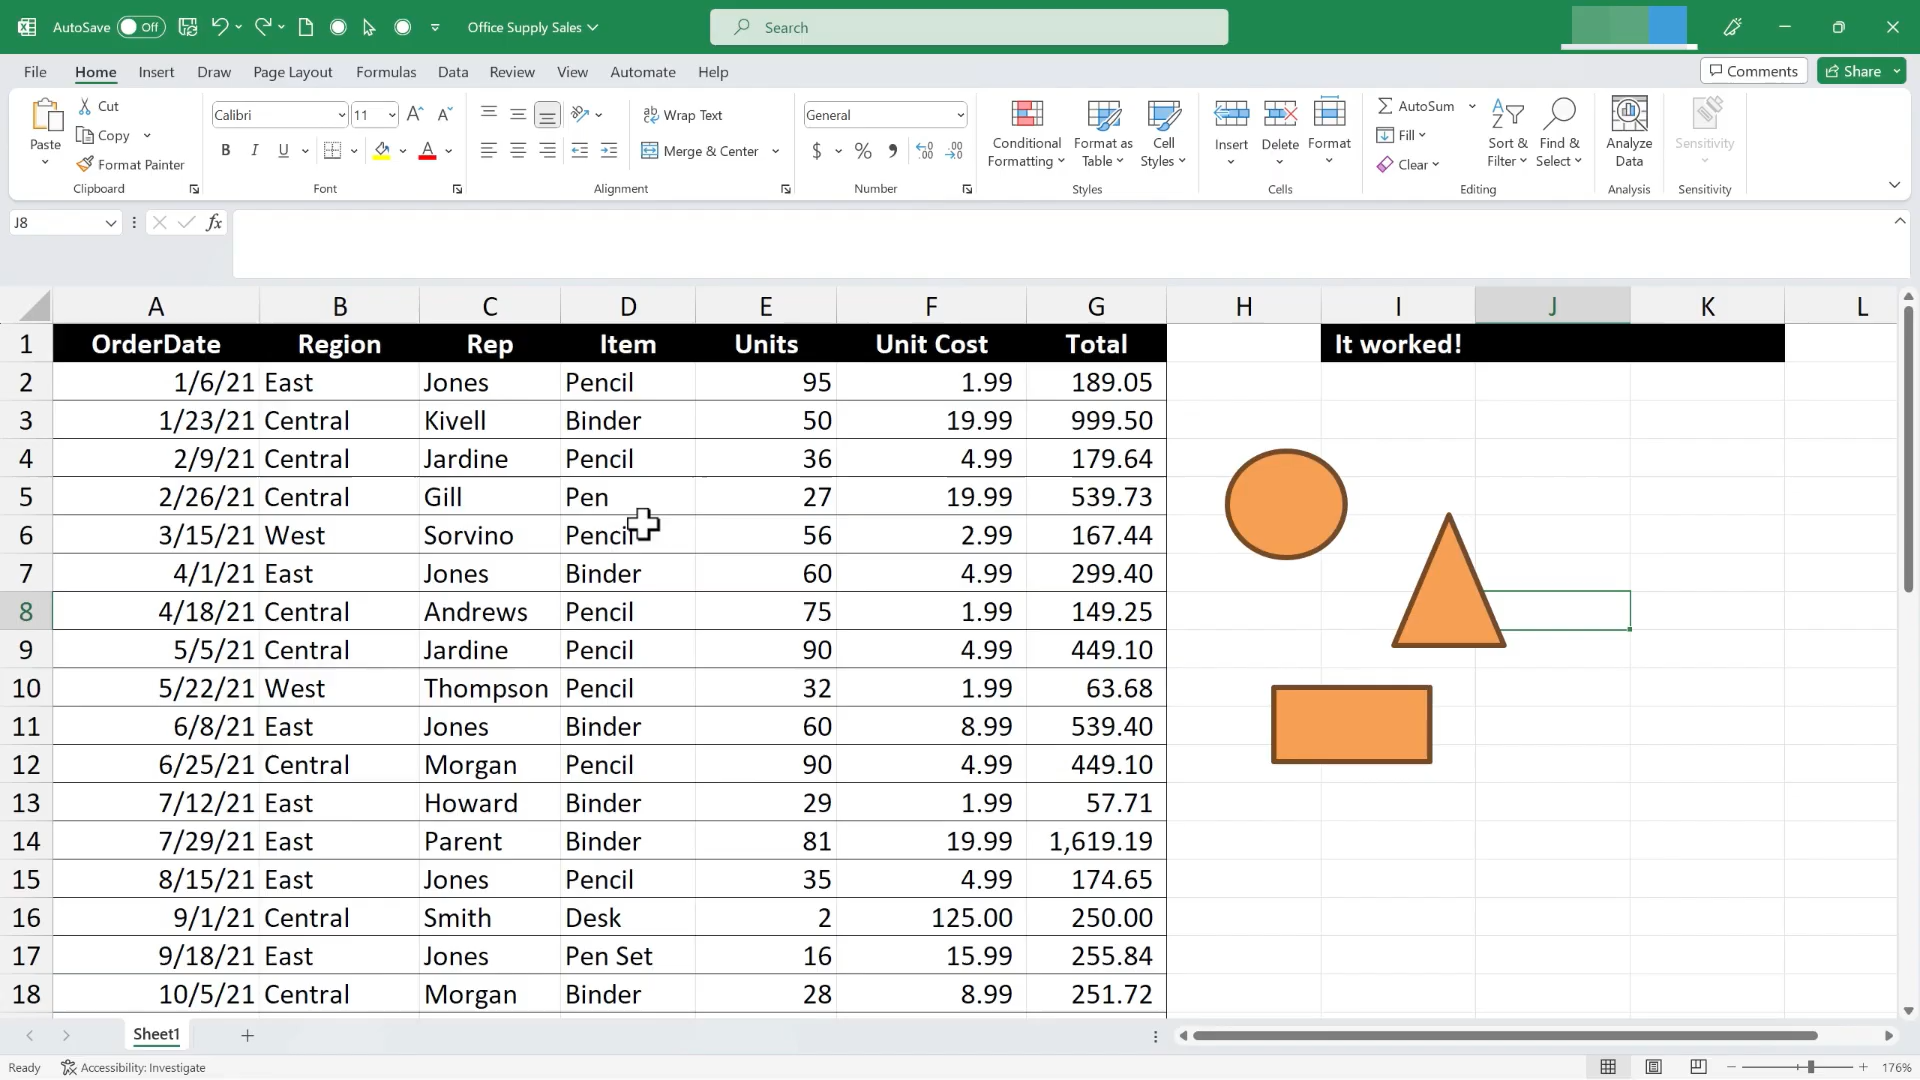 AutoSave Off Office Supply Sales Search
File Home Insert Draw Page Layout Formulas Data Review View Automate Help Comments Share
Paste Cut Copy Format Painter Clipboard
Calibri 11 B I U A Font
Wrap Text Merge & Center Alignment
General $ % Number
Conditional Formatting Format as Table Cell Styles Styles
Insert Delete Format Cells
AutoSum Fill Clear Sort & Filter Find & Select Editing
Analyze Data Analysis
Sensitivity Sensitivity
J8 fx
A B C D E F G H I J K L
1 OrderDate Region Rep Item Units Unit Cost Total It worked!
2 1/6/21 East Jones Pencil 95 1.99 189.05
3 1/23/21 Central Kivell Binder 50 19.99 999.50
4 2/9/21 Central Jardine Pencil 36 4.99 179.64
5 2/26/21 Central Gill Pen 27 19.99 539.73
6 3/15/21 West Sorvino Pencil 56 2.99 167.44
7 4/1/21 East Jones Binder 60 4.99 299.40
8 4/18/21 Central Andrews Pencil 75 1.99 149.25
9 5/5/21 Central Jardine Pencil 90 4.99 449.10
10 5/22/21 West Thompson Pencil 32 1.99 63.68
11 6/8/21 East Jones Binder 60 8.99 539.40
12 6/25/21 Central Morgan Pencil 90 4.99 449.10
13 7/12/21 East Howard Binder 29 1.99 57.71
14 7/29/21 East Parent Binder 81 19.99 1,619.19
15 8/15/21 East Jones Pencil 35 4.99 174.65
16 9/1/21 Central Smith Desk 2 125.00 250.00
17 9/18/21 East Jones Pen Set 16 15.99 255.84
18 10/5/21 Central Morgan Binder 28 8.99 251.72
Sheet1
Ready Accessibility: Investigate 176%